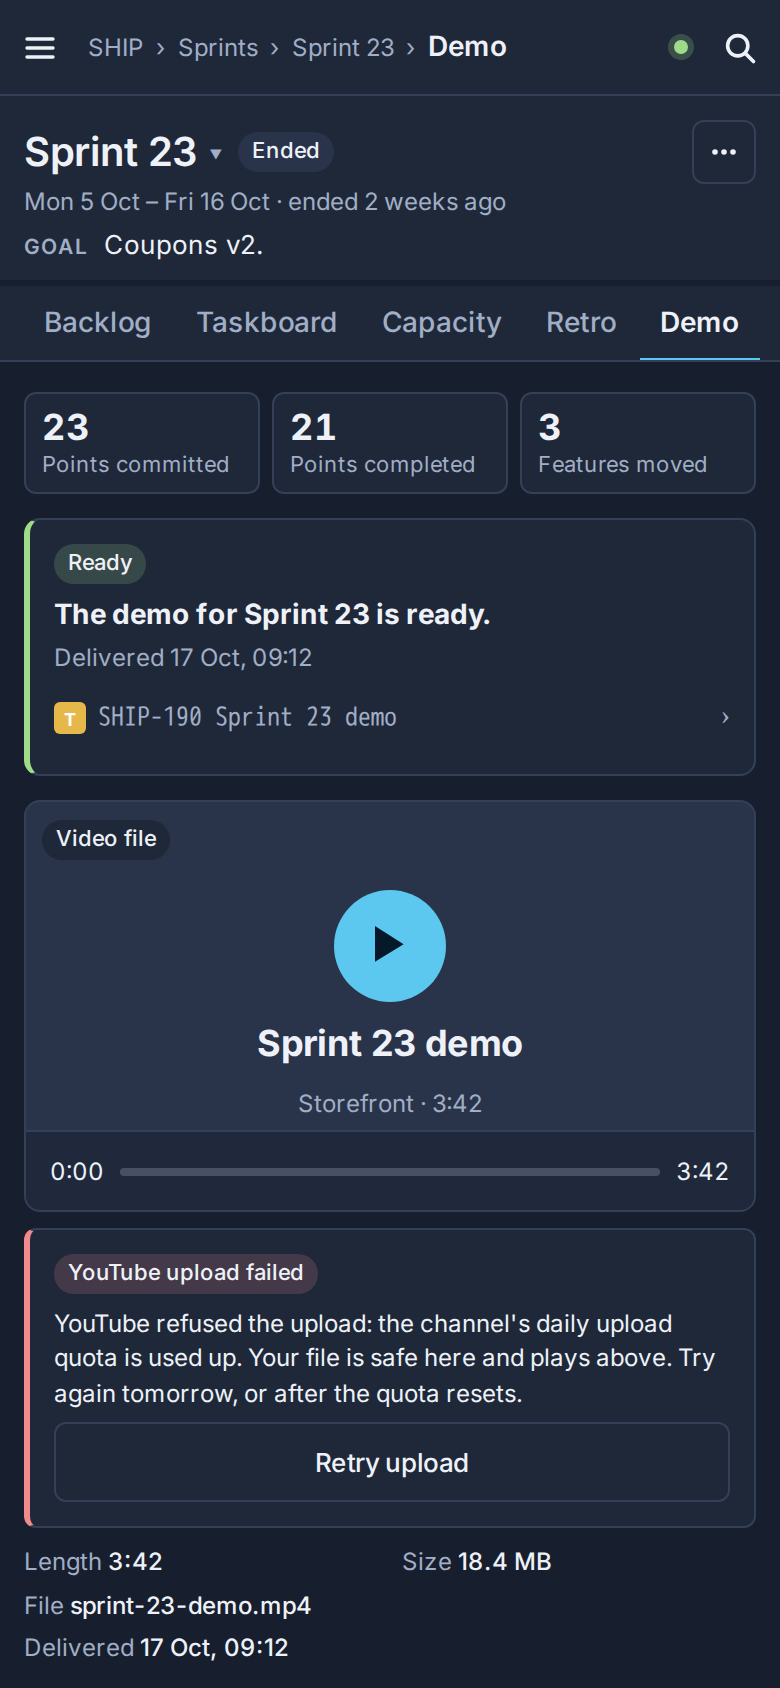 SHIP › Sprints › Sprint 23 › Demo
Sprint 23 ▾ Ended
Mon 5 Oct – Fri 16 Oct · ended 2 weeks ago
GOAL Coupons v2.
Backlog Taskboard Capacity Retro Demo
23 21 3
Points committed Points completed Features moved
Ready
The demo for Sprint 23 is ready.
Delivered 17 Oct, 09:12
T SHIP-190 Sprint 23 demo ›
Video file
Sprint 23 demo
Storefront · 3:42
0:00 3:42
YouTube upload failed
YouTube refused the upload: the channel's daily upload
quota is used up. Your file is safe here and plays above. Try
again tomorrow, or after the quota resets.
Retry upload
Length 3:42 Size 18.4 MB
File sprint-23-demo.mp4
Delivered 17 Oct, 09:12